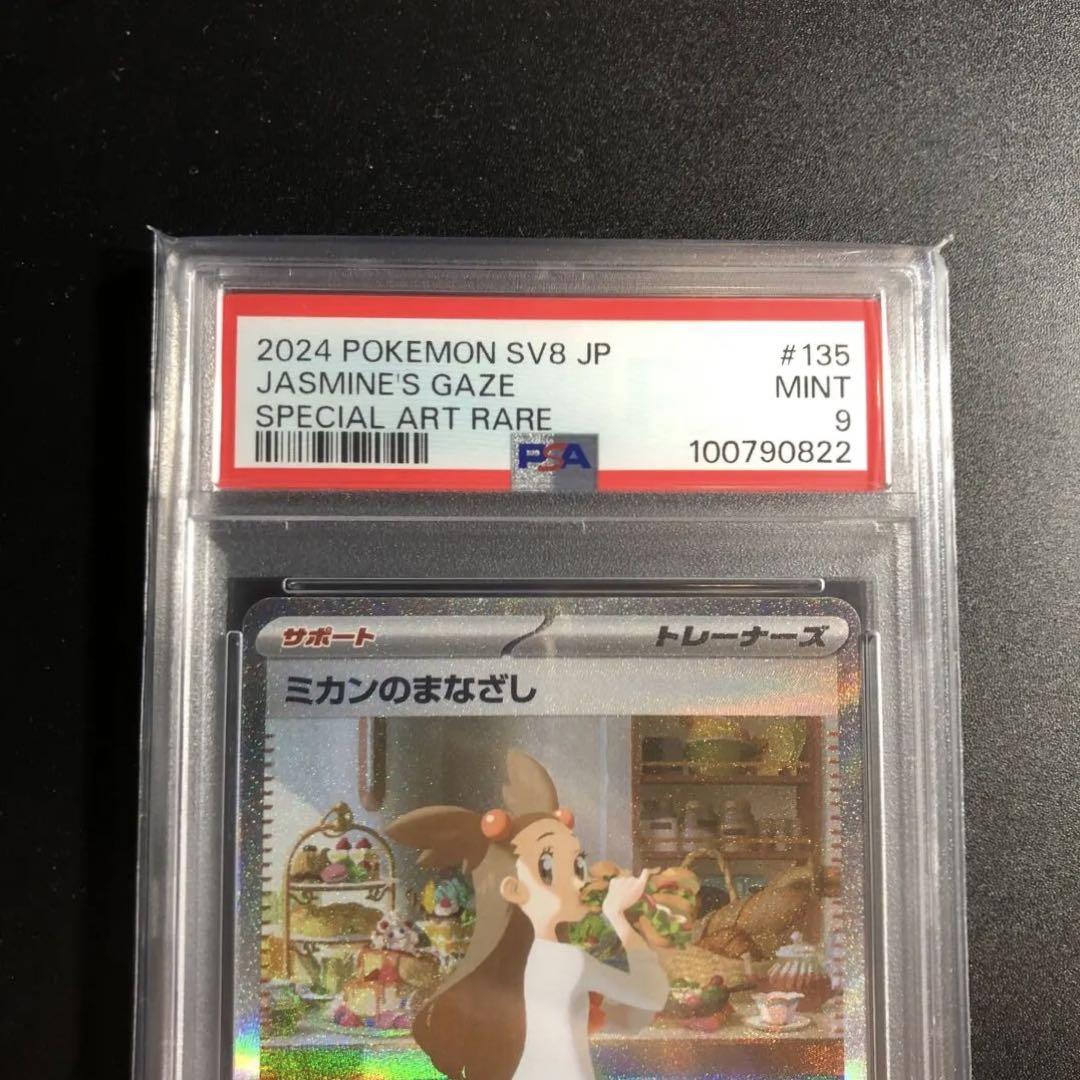 2024 POKEMON SV8 JP #135
JASMINE'S GAZE MINT
SPECIAL ART RARE 9
PSA 100790822
サポート トレーナーズ
ミカンのまなざし